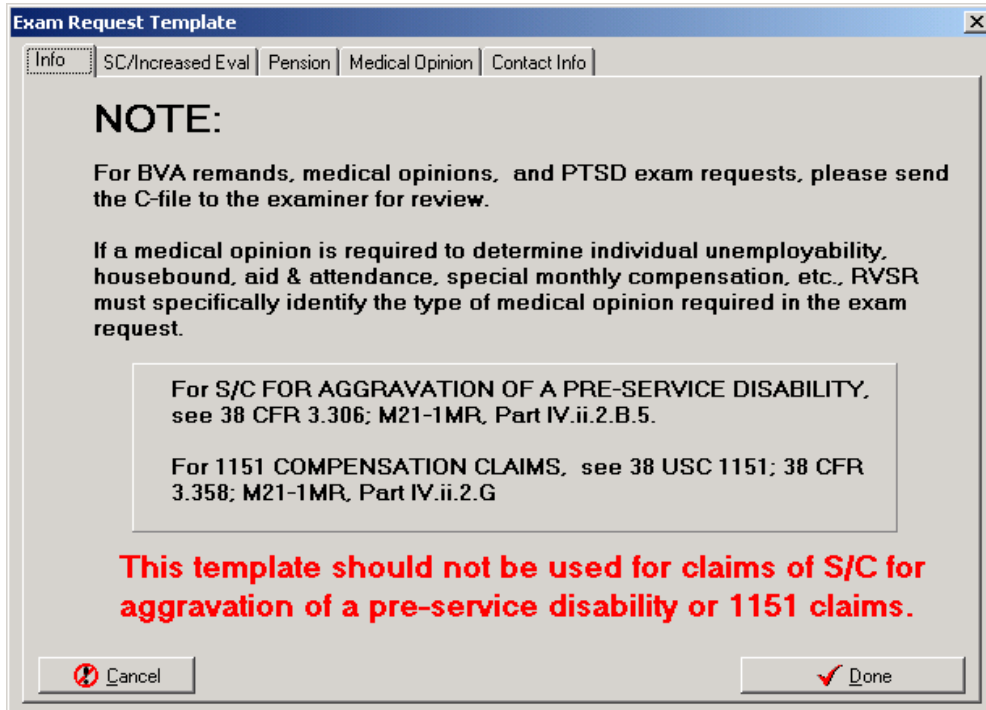 Exam Request Template
Info SC/Increased Eval Pension Medical Opinion Contact Info
NOTE:
For BVA remands, medical opinions, and PTSD exam requests, please send
the C-file to the examiner for review.
If a medical opinion is required to determine individual unemployability,
housebound, aid & attendance, special monthly compensation, etc., RVSR
must specifically identify the type of medical opinion required in the exam
request.
For S/C FOR AGGRAVATION OF A PRE-SERVICE DISABILITY,
see 38 CFR 3.306; M21-1MR, Part IV.ii.2.B.5.
For 1151 COMPENSATION CLAIMS, see 38 USC 1151; 38 CFR
3.358; M21-1MR, Part IV.ii.2.G
This template should not be used for claims of S/C for
aggravation of a pre-service disability or 1151 claims.
Cancel Done